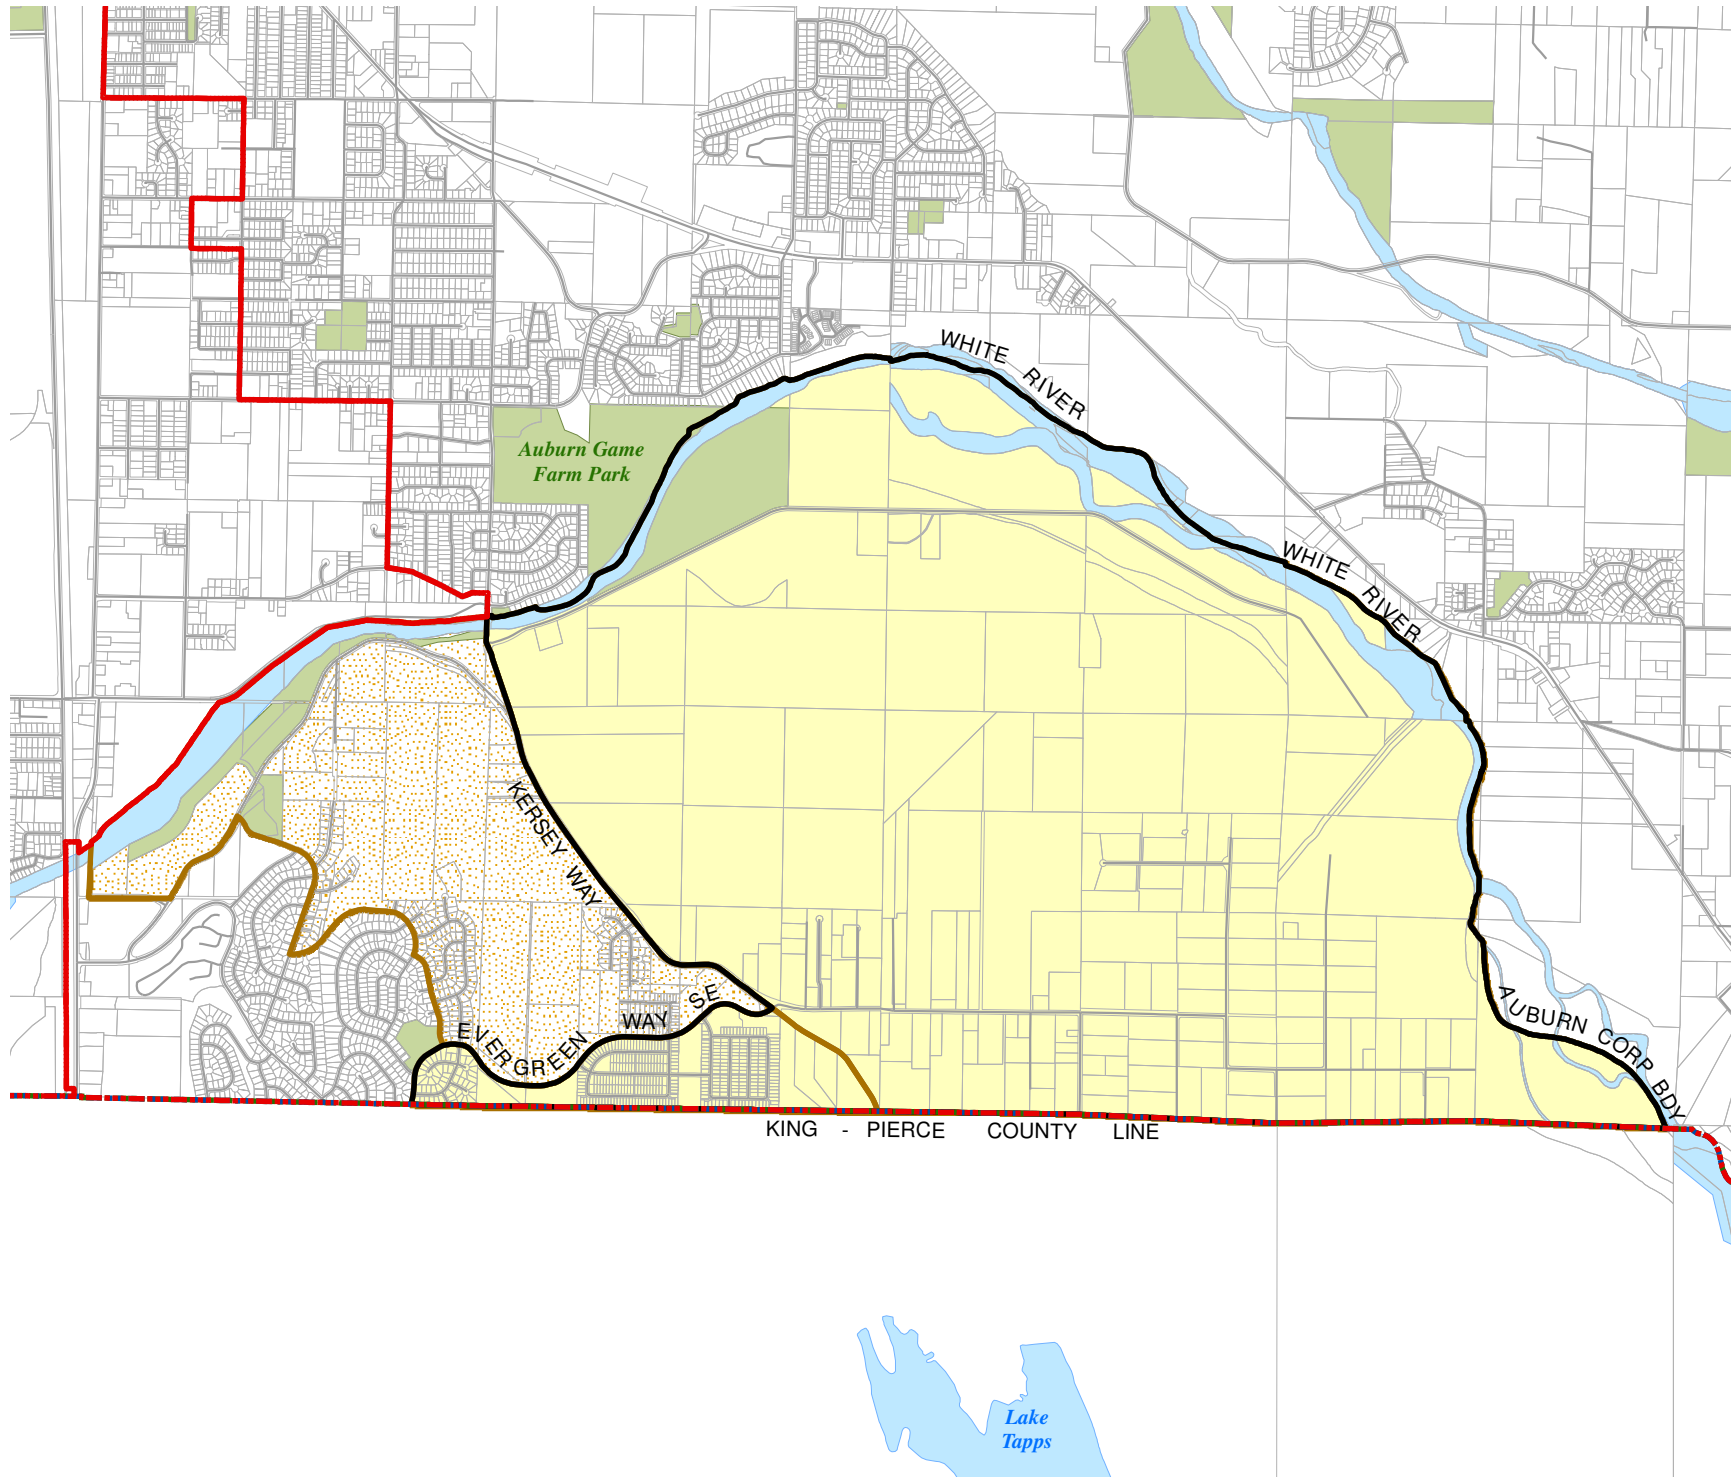 WHITE RIVER
Auburn Game
Farm Park
WHITE RIVER
KERSEY WAY
EVERGREEN WAY SE
AUBURN CORP BDY
KING - PIERCE COUNTY LINE
Lake
Tapps